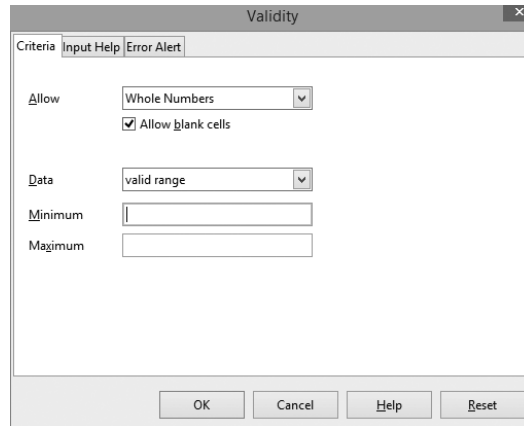 Validity
Criteria Input Help Error Alert
Allow Whole Numbers
Allow blank cells
Data valid range
Minimum
Maximum
OK Cancel Help Reset